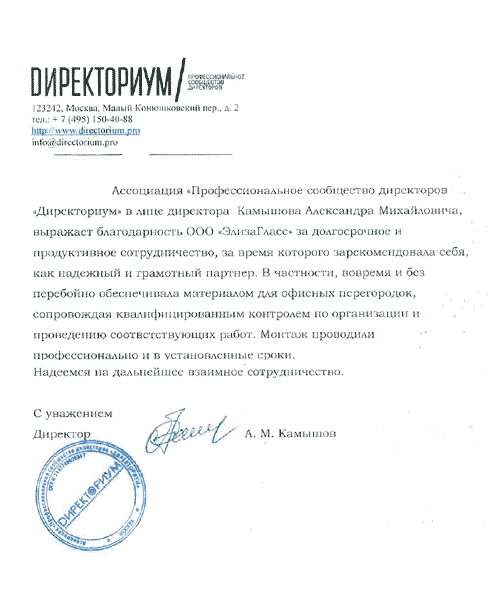 DИРЕКТОРИУМ/
ПРОФЕССИОНАЛЬНОЕ
СООБЩЕСТВО
ДИРЕКТОРОВ
123242, Москва, Малый Конюшковский пер., д. 2
тел.: + 7 (495) 150-40-88
http://www.directorium.pro
info@directorium.pro
Ассоциация «Профессиональное сообщество директоров
«Директориум» в лице директора Камышова Александра Михайловича,
выражает благодарность ООО «ЭлизаГласс» за долгосрочное и
продуктивное сотрудничество, за время которого зарекомендовала себя,
как надежный и грамотный партнер. В частности, вовремя и без
перебойно обеспечивала материалом для офисных перегородок,
сопровождая квалифицированным контролем по организации и
проведению соответствующих работ. Монтаж проводили
профессионально и в установленные сроки.
Надеемся на дальнейшее взаимное сотрудничество.
С уважением
Директор А. М. Камышов
DИРЕКТОРИУМ